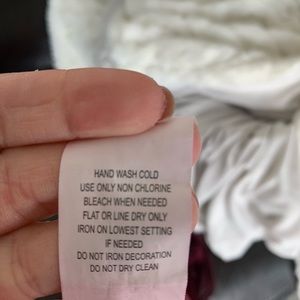 HAND WASH COLD
USE ONLY NON CHLORINE
BLEACH WHEN NEEDED
FLAT OR LINE DRY ONLY
IRON ON LOWEST SETTING
IF NEEDED
DO NOT IRON DECORATION
DO NOT DRY CLEAN